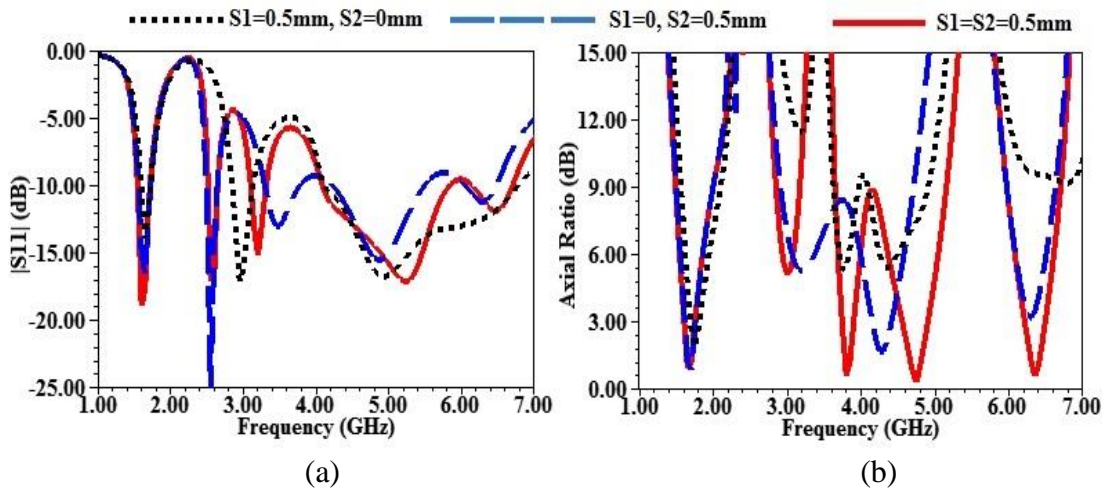 S1=0.5mm, S2=0mm S1=0, S2=0.5mm S1=S2=0.5mm
0.00
-5.00
-10.00
-15.00
-20.00
-25.00
|S11| (dB)
1.00 2.00 3.00 4.00 5.00 6.00 7.00
Frequency (GHz)
(a)
15.00
12.00
9.00
6.00
3.00
0.00
Axial Ratio (dB)
1.00 2.00 3.00 4.00 5.00 6.00 7.00
Frequency (GHz)
(b)